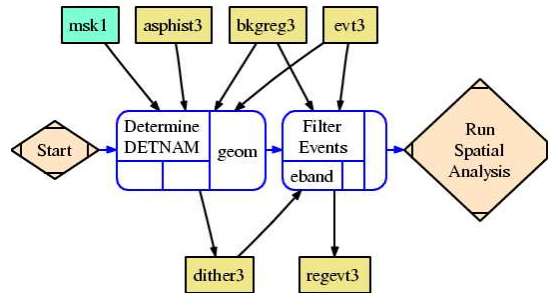 msk1
asphist3
bkgreg3
evt3
Start
Determine
DETNAM
geom
Filter
Events
eband
Run
Spatial
Analysis
dither3
regevt3